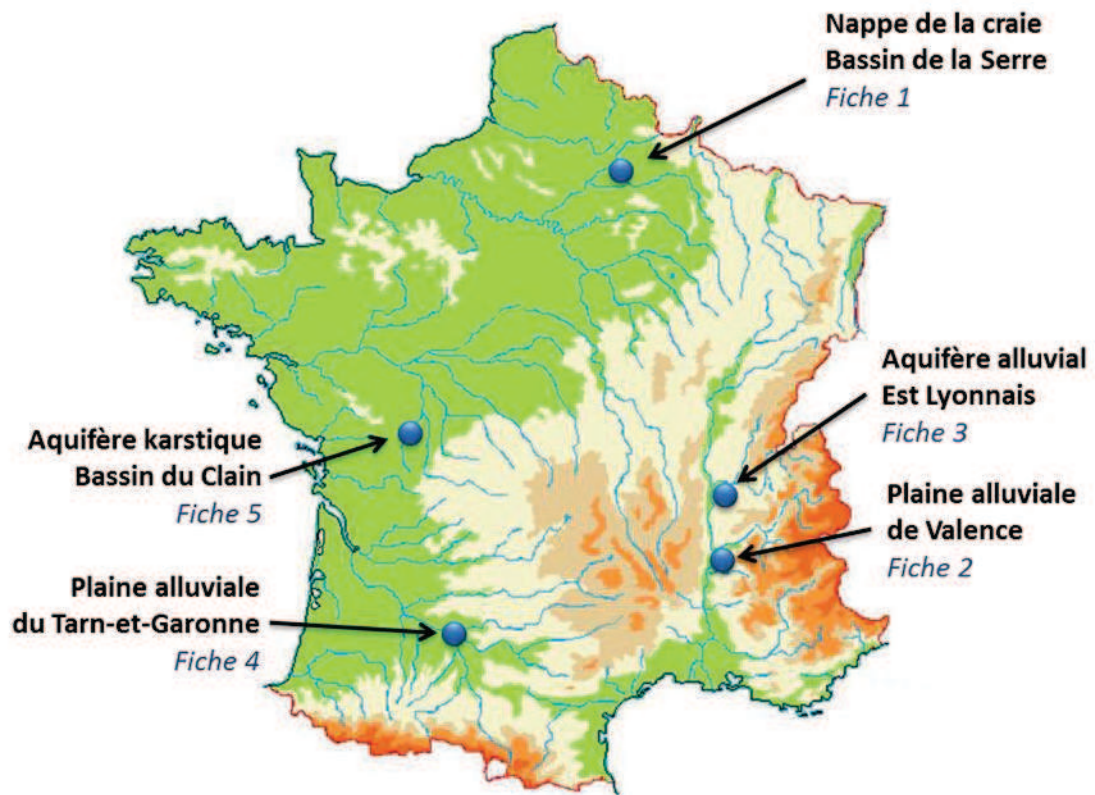 Nappe de la craie
Bassin de la Serre
Fiche 1
Aquifère alluvial
Est Lyonnais
Fiche 3
Aquifère karstique
Bassin du Clain
Fiche 5
Plaine alluviale
de Valence
Fiche 2
Plaine alluviale
du Tarn-et-Garonne
Fiche 4